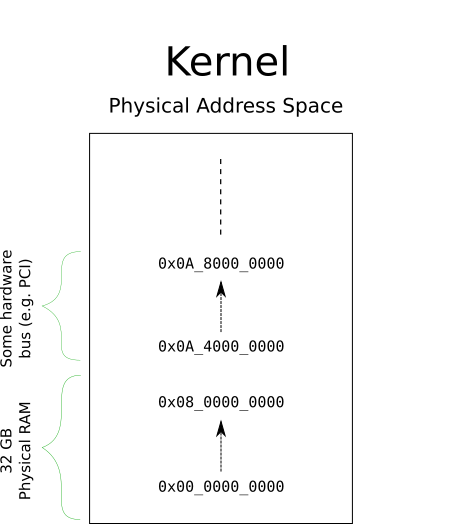 Kernel
Physical Address Space
0x0A_8000_0000
0x0A_4000_0000
Some hardware
bus (e.g. PCI)
0x08_0000_0000
0x00_0000_0000
32 GB
Physical RAM